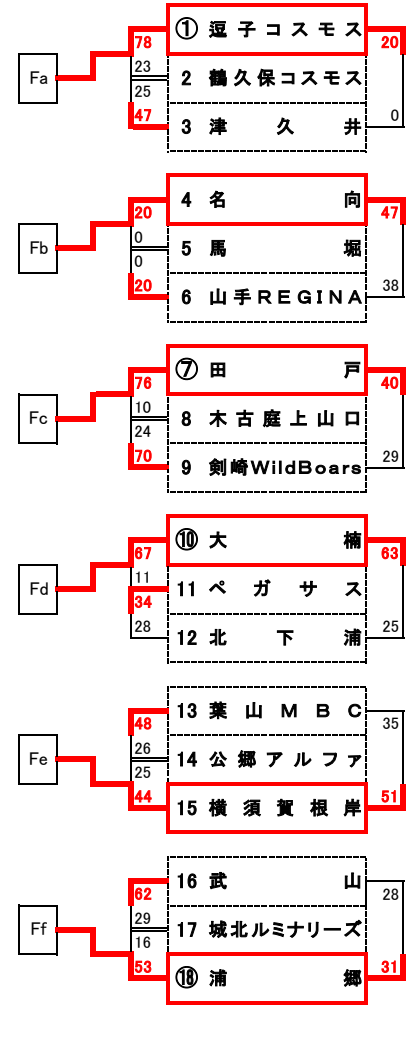 78 ① 逗子コスモス 20
Fa 23 2 鶴久保コスモス
25
47 3 津久井 0
20 4 名向 47
Fb 0 5 馬堀
0
20 6 山手REGINA 38
76 ⑦ 田戸 40
Fc 10 8 木古庭上山口
24
70 9 剣崎WildBoars 29
67 ⑩ 大楠 63
Fd 11 11 ペガサス
34
28 12 北下浦 25
48 13 葉山MBC 35
Fe 26 14 公郷アルファ
25
44 15 横須賀根岸 51
62 16 武山 28
Ff 29 17 城北ルミナリーズ
16
53 ⑱ 浦郷 31